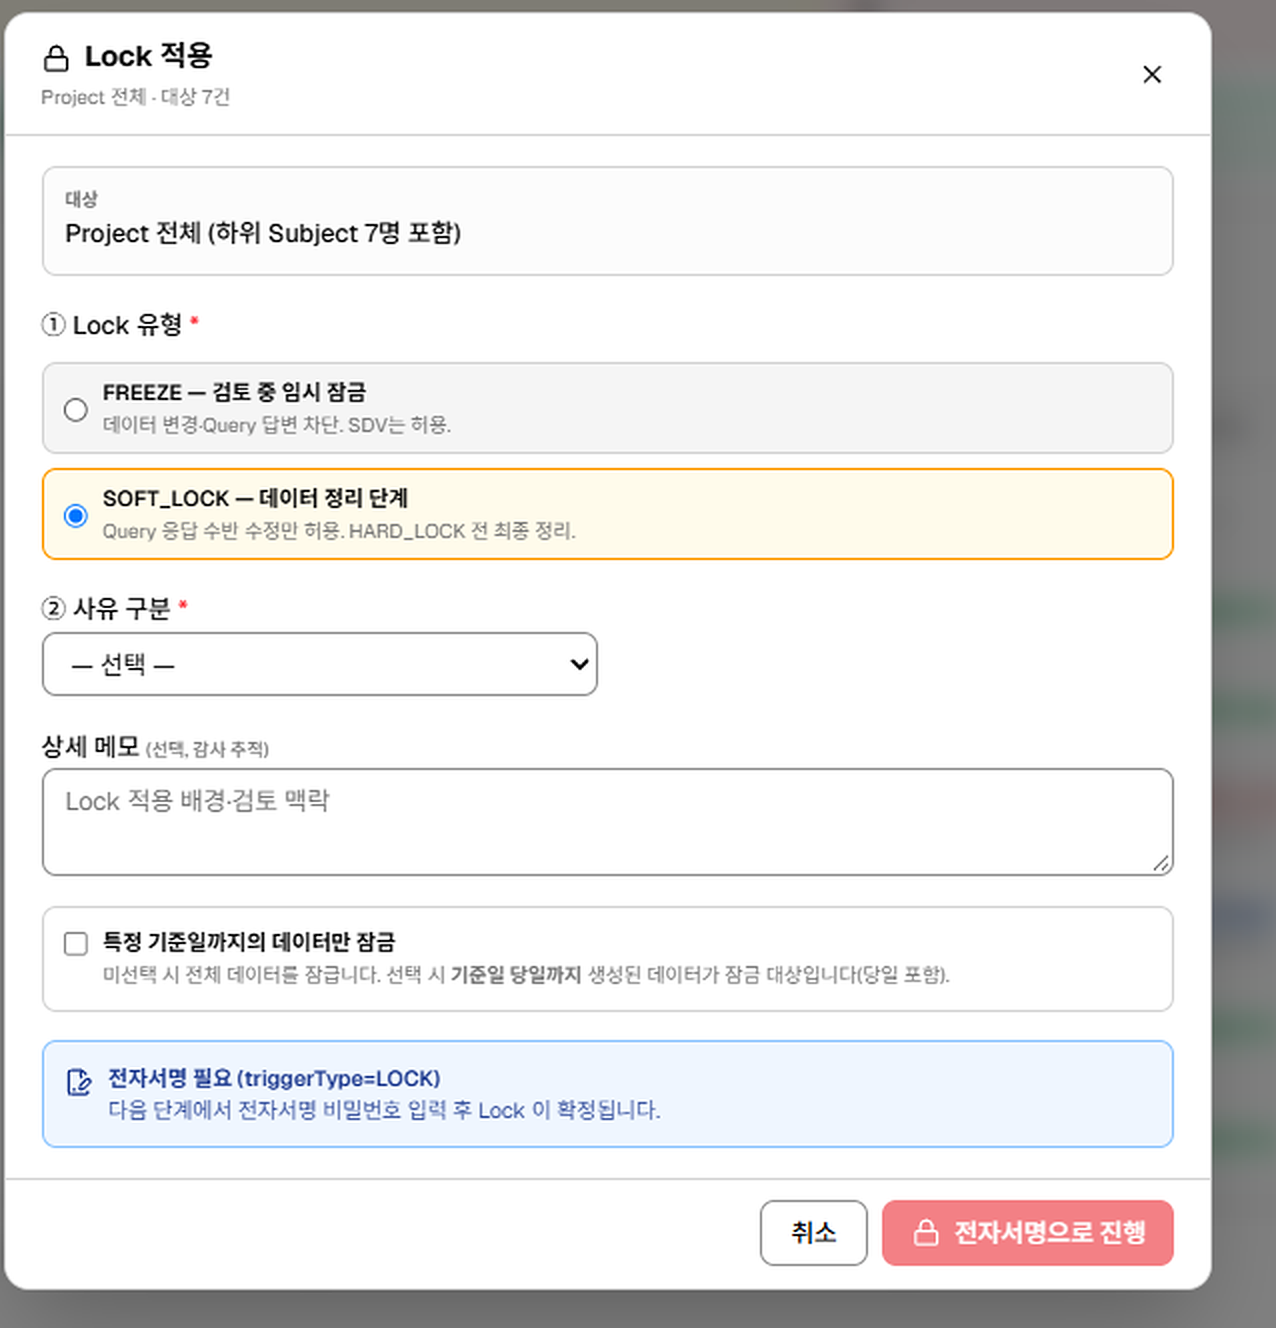 Lock 적용
Project 전체 · 대상 7건
대상
Project 전체 (하위 Subject 7명 포함)
① Lock 유형 *
FREEZE — 검토 중 임시 잠금
데이터 변경·Query 답변 차단. SDV는 허용.
SOFT_LOCK — 데이터 정리 단계
Query 응답 수반 수정만 허용. HARD_LOCK 전 최종 정리.
② 사유 구분 *
— 선택 —
상세 메모 (선택, 감사 추적)
Lock 적용 배경·검토 맥락
특정 기준일까지의 데이터만 잠금
미선택 시 전체 데이터를 잠급니다. 선택 시 기준일 당일까지 생성된 데이터가 잠금 대상입니다(당일 포함).
전자서명 필요 (triggerType=LOCK)
다음 단계에서 전자서명 비밀번호 입력 후 Lock 이 확정됩니다.
취소
전자서명으로 진행